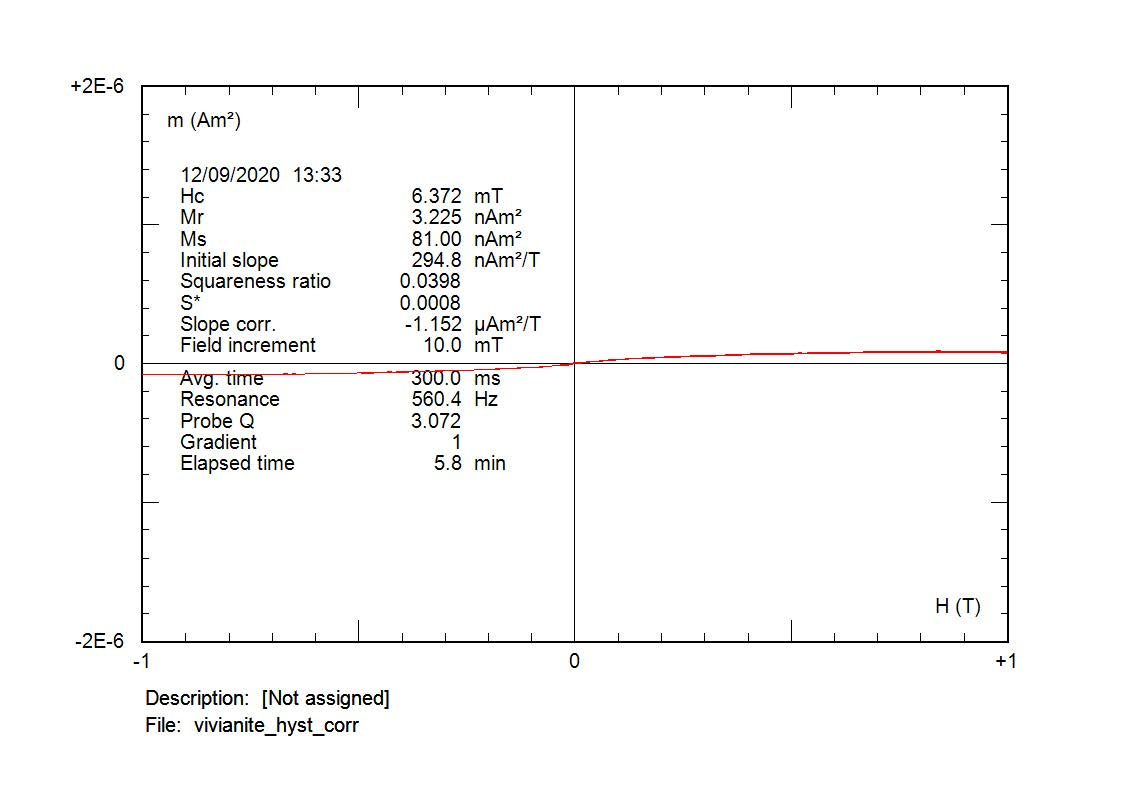 +2E-6
m (Am²)
12/09/2020 13:33
Hc 6.372 mT
Mr 3.225 nAm²
Ms 81.00 nAm²
Initial slope 294.8 nAm²/T
Squareness ratio 0.0398
S* 0.0008
Slope corr. -1.152 µAm²/T
Field increment 10.0 mT
0
Avg. time 300.0 ms
Resonance 560.4 Hz
Probe Q 3.072
Gradient 1
Elapsed time 5.8 min
H (T)
-2E-6
-1 0 +1
Description: [Not assigned]
File: vivianite_hyst_corr